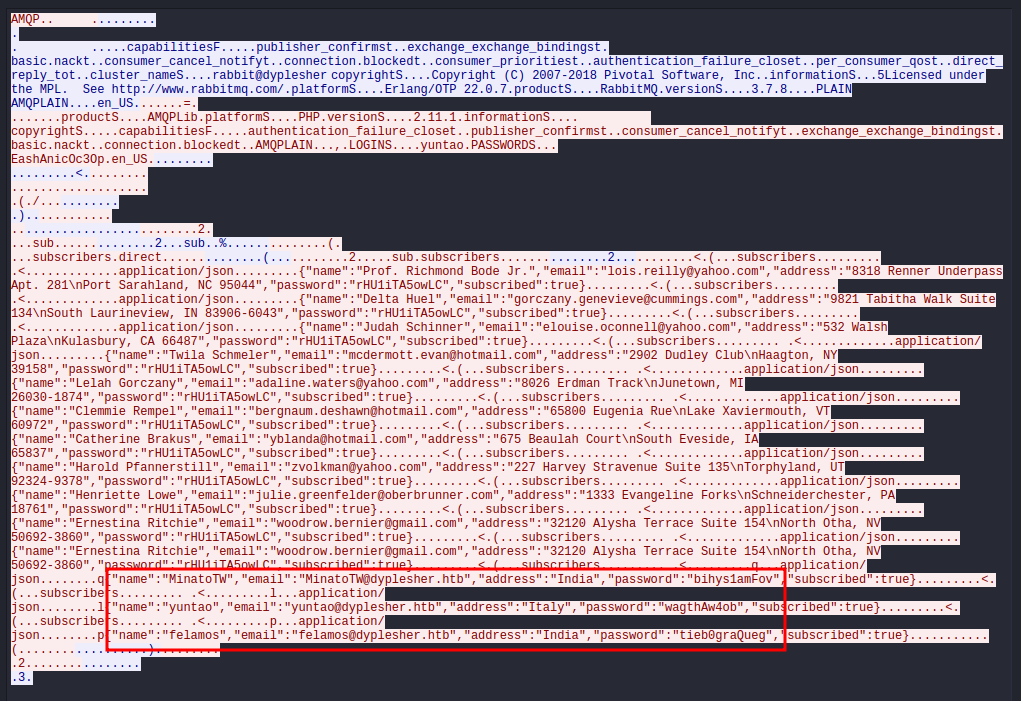 AMQP..	...........
.
.	.....capabilitiesF.....publisher_confirmst..exchange_exchange_bindingst.
basic.nackt..consumer_cancel_notifyt..connection.blockedt..consumer_prioritiest..authentication_failure_closet..per_consumer_qost..direct_
reply_tot..cluster_nameS....rabbit@dyplesher copyrightS....Copyright (C) 2007-2018 Pivotal Software, Inc..informationS...5Licensed under
the MPL.  See http://www.rabbitmq.com/.platformS....Erlang/OTP 22.0.7.productS....RabbitMQ.versionS....3.7.8....PLAIN
AMQPLAIN....en_US.......=.
.......productS....AMQPLib.platformS....PHP.versionS....2.11.1.informationS....
copyrightS.....capabilitiesF.....authentication_failure_closet..publisher_confirmst..consumer_cancel_notifyt..exchange_exchange_bindingst.
basic.nackt..connection.blockedt..AMQPLAIN...,.LOGINS....yuntao.PASSWORDS...
EashAnicOc3Op.en_US.........
.........<.........
...................
.(./...........
.)............
..........................2.
...sub..............2...sub..%..............(.
...subscribers.direct..............(...........2.....sub.subscribers...............2...........<.(...subscribers.........
.<.............application/json.........{"name":"Prof. Richmond Bode Jr.","email":"lois.reilly@yahoo.com","address":"8318 Renner Underpass
Apt. 281\nPort Sarahland, NC 95044","password":"rHU1iTA5owLC","subscribed":true}.........<.(...subscribers.........
.<.............application/json.........{"name":"Delta Huel","email":"gorczany.genevieve@cummings.com","address":"9821 Tabitha Walk Suite
134\nSouth Laurineview, IN 83906-6043","password":"rHU1iTA5owLC","subscribed":true}.........<.(...subscribers.........
.<.............application/json.........{"name":"Judah Schinner","email":"elouise.oconnell@yahoo.com","address":"532 Walsh
Plaza\nKulasbury, CA 66487","password":"rHU1iTA5owLC","subscribed":true}.........<.(...subscribers......... .<.............application/
json.........{"name":"Twila Schmeler","email":"mcdermott.evan@hotmail.com","address":"2902 Dudley Club\nHaagton, NY
39158","password":"rHU1iTA5owLC","subscribed":true}.........<.(...subscribers......... .<.............application/json.........
{"name":"Lelah Gorczany","email":"adaline.waters@yahoo.com","address":"8026 Erdman Track\nJunetown, MI
26030-1874","password":"rHU1iTA5owLC","subscribed":true}.........<.(...subscribers......... .<.............application/json.........
{"name":"Clemmie Rempel","email":"bergnaum.deshawn@hotmail.com","address":"65800 Eugenia Rue\nLake Xaviermouth, VT
60972","password":"rHU1iTA5owLC","subscribed":true}.........<.(...subscribers......... .<.............application/json.........
{"name":"Catherine Brakus","email":"yblanda@hotmail.com","address":"675 Beaulah Court\nSouth Eveside, IA
65837","password":"rHU1iTA5owLC","subscribed":true}.........<.(...subscribers......... .<.............application/json.........
{"name":"Harold Pfannerstill","email":"zvolkman@yahoo.com","address":"227 Harvey Stravenue Suite 135\nTorphyland, UT
92324-9378","password":"rHU1iTA5owLC","subscribed":true}.........<.(...subscribers......... .<.............application/json.........
{"name":"Henriette Lowe","email":"julie.greenfelder@oberbrunner.com","address":"1333 Evangeline Forks\nSchneiderchester, PA
18761","password":"rHU1iTA5owLC","subscribed":true}.........<.(...subscribers......... .<.............application/json.........
{"name":"Ernestina Ritchie","email":"woodrow.bernier@gmail.com","address":"32120 Alysha Terrace Suite 154\nNorth Otha, NV
50692-3860","password":"rHU1iTA5owLC","subscribed":true}.........<.(...subscribers......... .<.............application/json.........
{"name":"Ernestina Ritchie","email":"woodrow.bernier@gmail.com","address":"32120 Alysha Terrace Suite 154\nNorth Otha, NV
50692-3860","password":"rHU1iTA5owLC","subscribed":true}.........<.(...subscribers......... .<.........q...application/
json........q{"name":"MinatoTW","email":"MinatoTW@dyplesher.htb","address":"India","password":"bihys1amFov","subscribed":true}.........<.
(...subscribers......... .<.........l...application/
json........l{"name":"yuntao","email":"yuntao@dyplesher.htb","address":"Italy","password":"wagthAw4ob","subscribed":true}.........<.
(...subscribers......... .<.........p...application/
json........p{"name":"felamos","email":"felamos@dyplesher.htb","address":"India","password":"tieb0graQueg","subscribed":true}...........
(..................).........
.2................
.3.